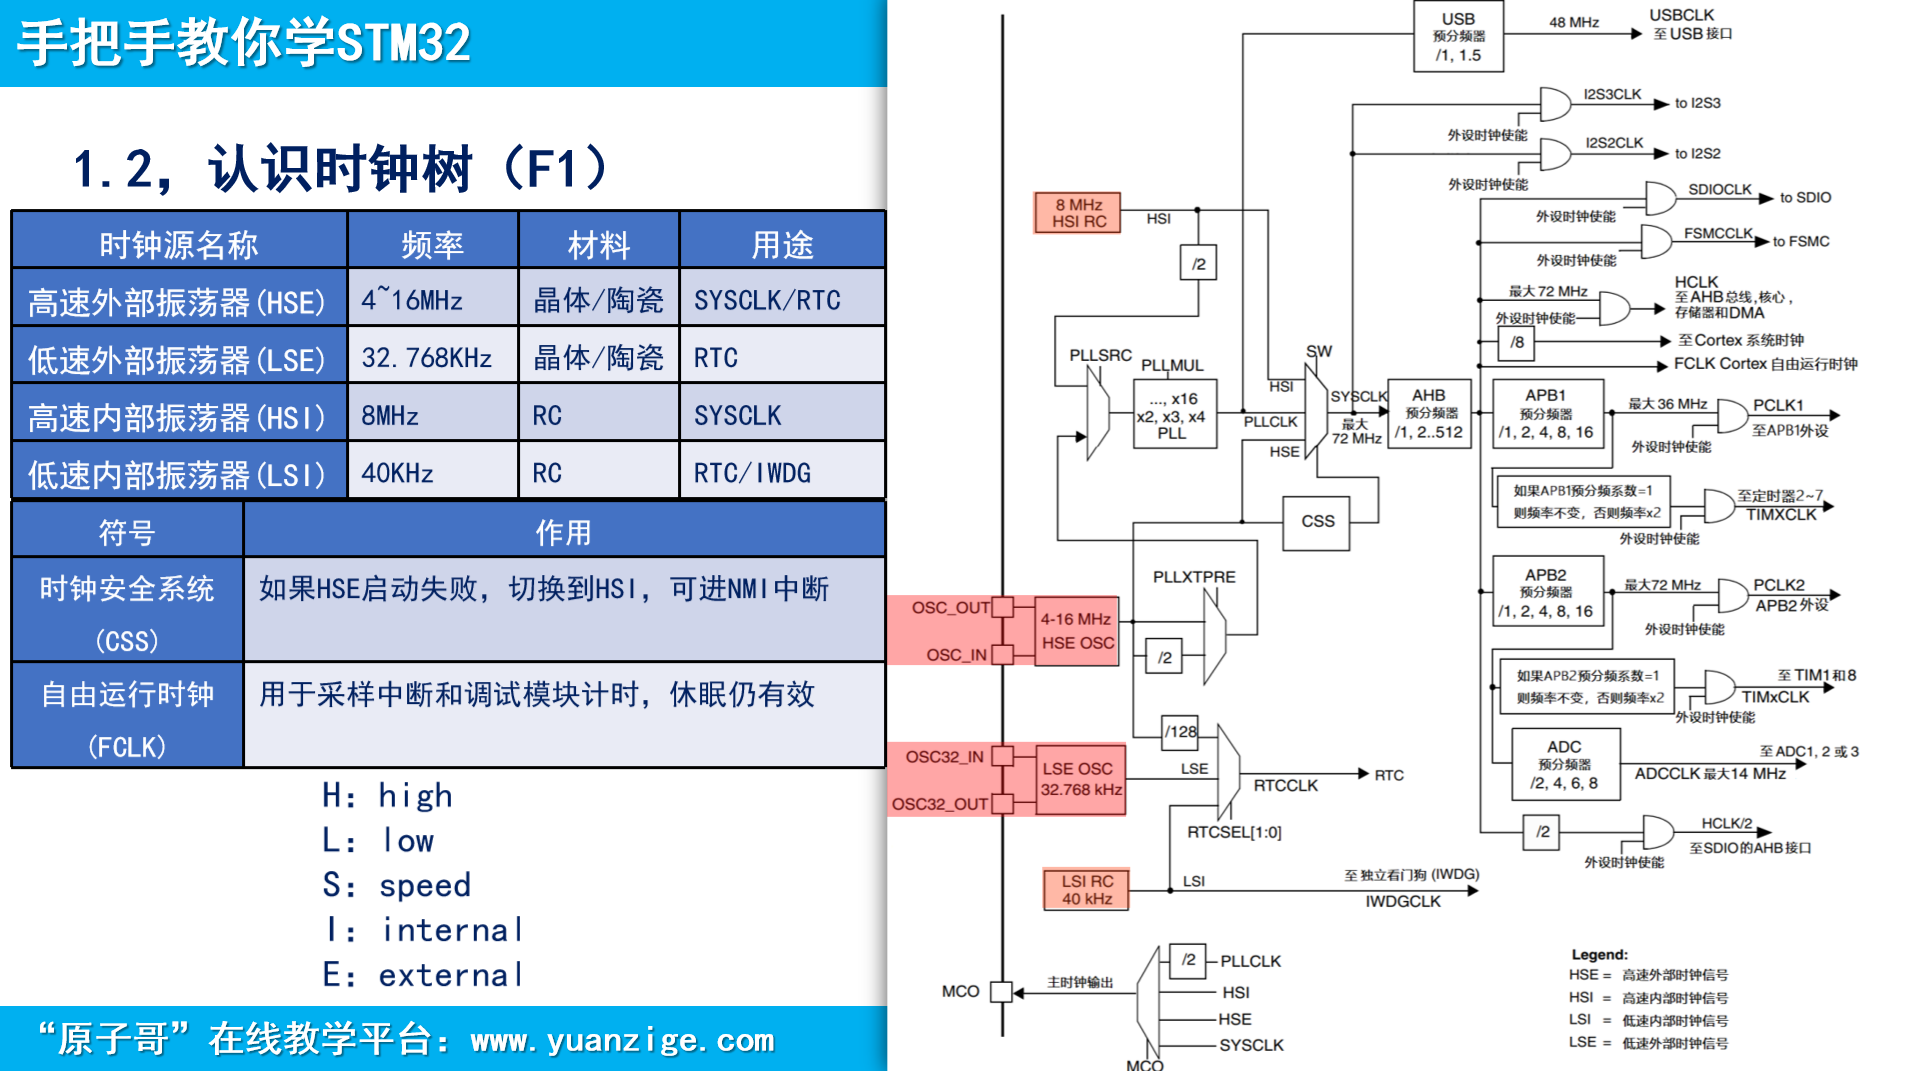 手把手教你学STM32
1.2，认识时钟树（F1）
时钟源名称 频率 材料 用途
高速外部振荡器(HSE) 4~16MHz 晶体/陶瓷 SYSCLK/RTC
低速外部振荡器(LSE) 32.768KHz 晶体/陶瓷 RTC
高速内部振荡器(HSI) 8MHz RC SYSCLK
低速内部振荡器(LSI) 40KHz RC RTC/IWDG
符号 作用
时钟安全系统
(CSS)
如果HSE启动失败，切换到HSI，可进NMI中断
自由运行时钟
(FCLK)
用于采样中断和调试模块计时，休眠仍有效
H：high
L：low
S：speed
I：internal
E：external
“原子哥”在线教学平台：www.yuanzige.com
USB
预分频器
/1, 1.5
48 MHz
USBCLK
至 USB 接口
I2S3CLK
to I2S3
外设时钟使能
I2S2CLK
to I2S2
外设时钟使能
8 MHz
HSI RC
HSI
/2
SDIOCLK
to SDIO
外设时钟使能
FSMCCLK
to FSMC
外设时钟使能
最大 72 MHz
外设时钟使能
HCLK
至 AHB 总线,核心，
存储器和DMA
/8
至 Cortex 系统时钟
FCLK Cortex 自由运行时钟
PLLSRC
PLLMUL
..., x16
x2, x3, x4
PLL
SW
HSI
PLLCLK
HSE
SYSCLK
最大
72 MHz
AHB
预分频器
/1, 2..512
APB1
预分频器
/1, 2, 4, 8, 16
最大 36 MHz
PCLK1
至APB1外设
外设时钟使能
如果APB1预分频系数=1
则频率不变，否则频率x2
至定时器2~7
TIMXCLK
外设时钟使能
CSS
APB2
预分频器
/1, 2, 4, 8, 16
最大72 MHz
PCLK2
APB2 外设
外设时钟使能
PLLXTPRE
OSC_OUT
OSC_IN
4-16 MHz
HSE OSC
/2
如果APB2预分频系数=1
则频率不变，否则频率x2
至 TIM1 和 8
TIMxCLK
外设时钟使能
/128
OSC32_IN
OSC32_OUT
LSE OSC
32.768 kHz
LSE
RTCCLK
RTC
RTCSEL[1:0]
ADC
预分频器
/2, 4, 6, 8
至 ADC1, 2 或 3
ADCCLK 最大14 MHz
/2
HCLK/2
至SDIO的AHB 接口
外设时钟使能
LSI RC
40 kHz
LSI
至 独立看门狗 (IWDG)
IWDGCLK
MCO
主时钟输出
/2
PLLCLK
HSI
HSE
SYSCLK
MCO
Legend:
HSE = 高速外部时钟信号
HSI = 高速内部时钟信号
LSI = 低速内部时钟信号
LSE = 低速外部时钟信号